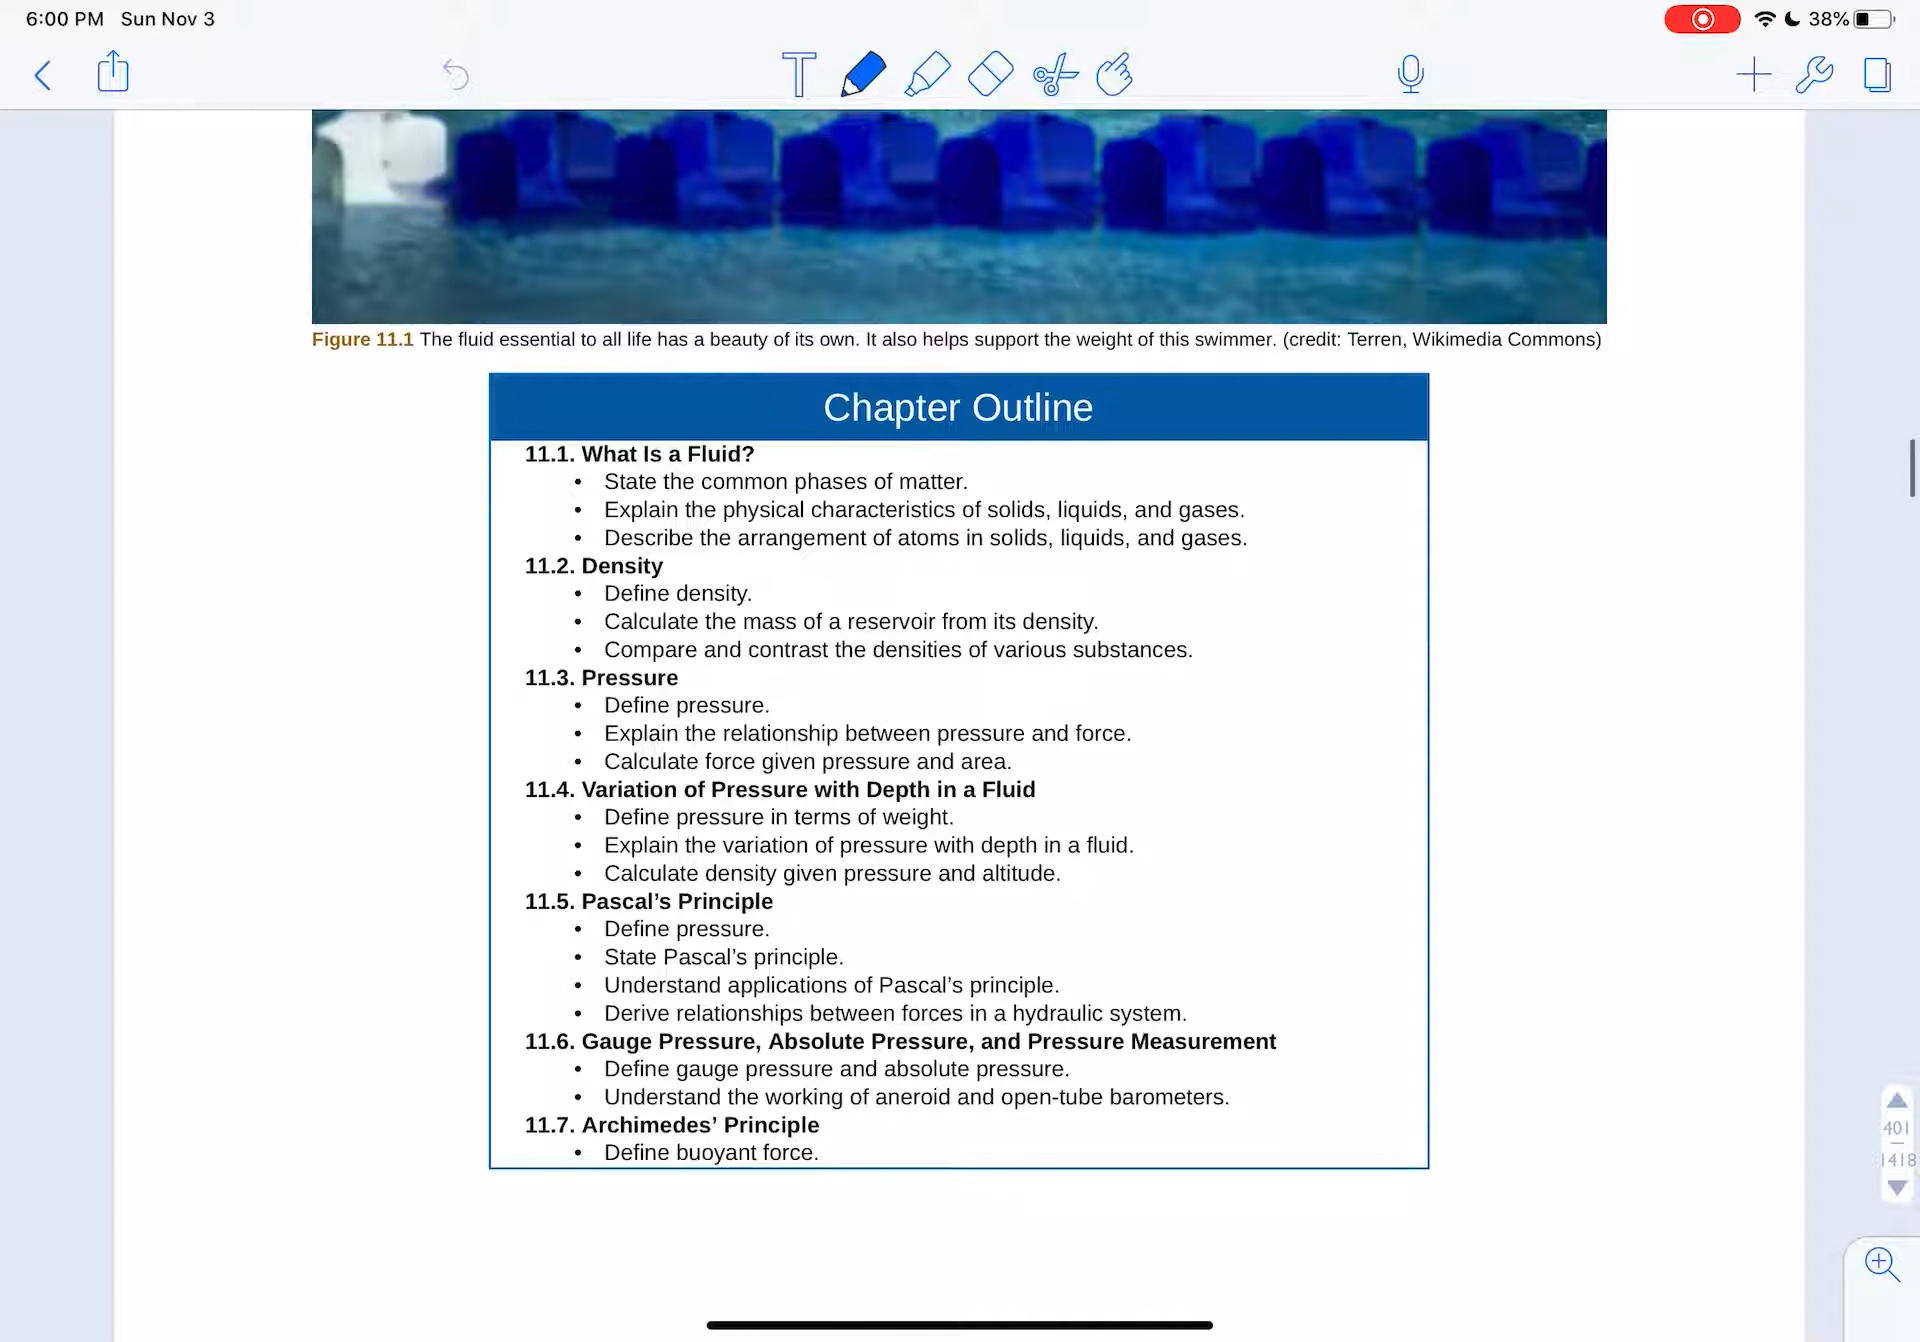 6:00 PM Sun Nov 3
38%
T
Figure 11.1 The fluid essential to all life has a beauty of its own. It also helps support the weight of this swimmer. (credit: Terren, Wikimedia Commons)
Chapter Outline
11.1. What Is a Fluid?
• State the common phases of matter.
• Explain the physical characteristics of solids, liquids, and gases.
• Describe the arrangement of atoms in solids, liquids, and gases.
11.2. Density
• Define density.
• Calculate the mass of a reservoir from its density.
• Compare and contrast the densities of various substances.
11.3. Pressure
• Define pressure.
• Explain the relationship between pressure and force.
• Calculate force given pressure and area.
11.4. Variation of Pressure with Depth in a Fluid
• Define pressure in terms of weight.
• Explain the variation of pressure with depth in a fluid.
• Calculate density given pressure and altitude.
11.5. Pascal’s Principle
• Define pressure.
• State Pascal’s principle.
• Understand applications of Pascal’s principle.
• Derive relationships between forces in a hydraulic system.
11.6. Gauge Pressure, Absolute Pressure, and Pressure Measurement
• Define gauge pressure and absolute pressure.
• Understand the working of aneroid and open-tube barometers.
11.7. Archimedes’ Principle
• Define buoyant force.
401
1418